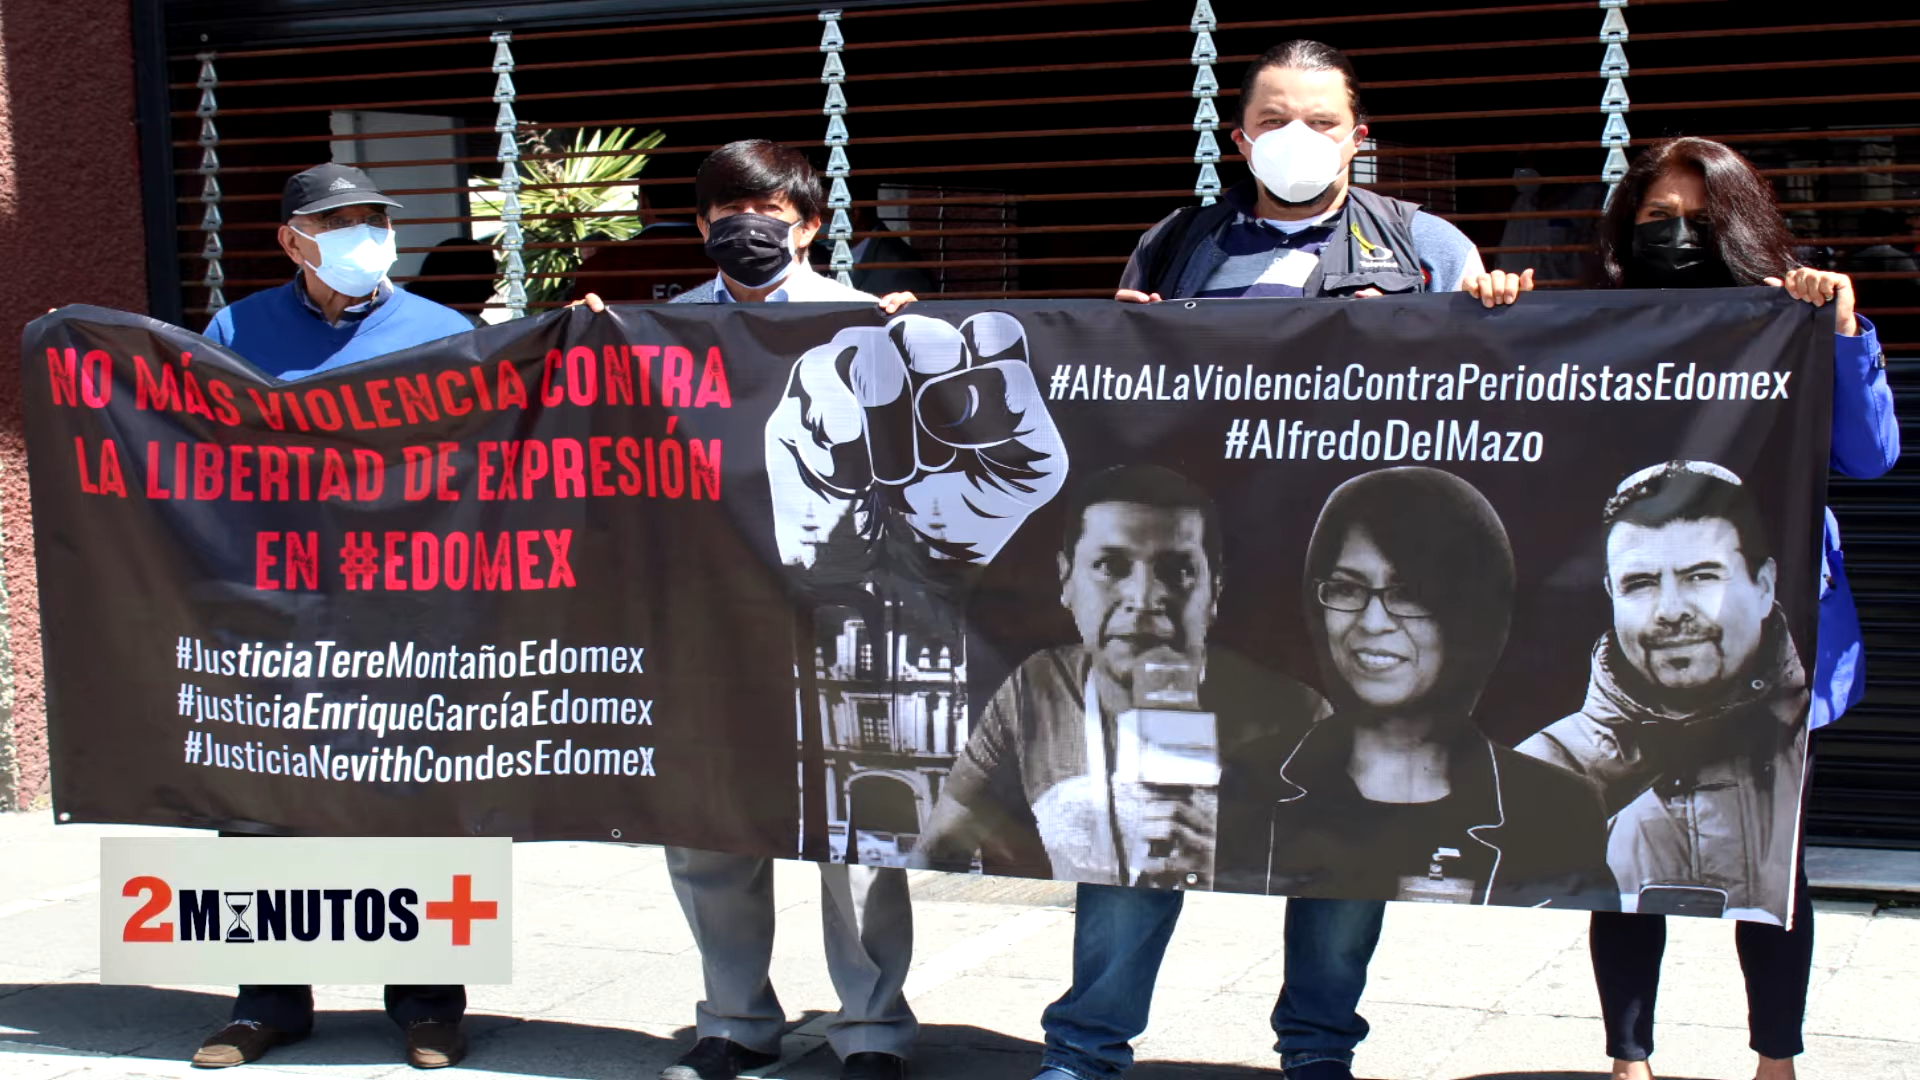 NO MÁS VIOLENCIA CONTRA
LA LIBERTAD DE EXPRESIÓN
EN #EDOMEX
#JusticiaTereMontañoEdomex
#justiciaEnriqueGarcíaEdomex
#JusticiaNevithCondesEdomex
#AltoALaViolenciaContraPeriodistasEdomex
#AlfredoDelMazo
2MINUTOS+